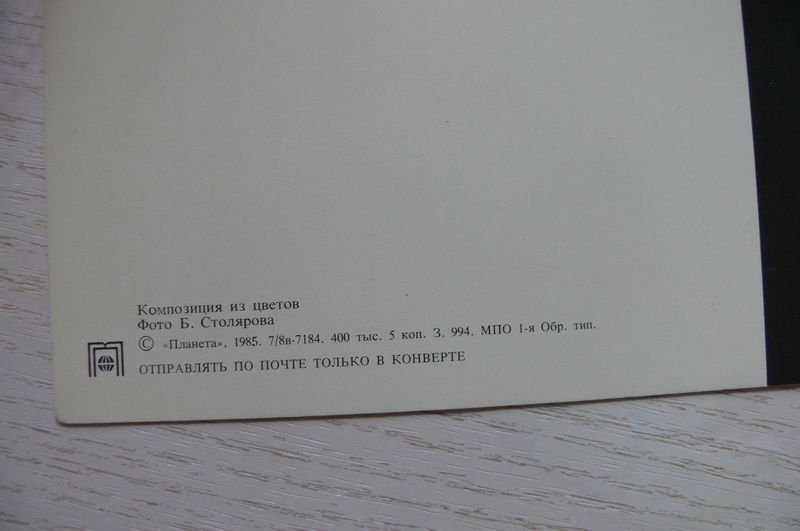 Композиция из цветов
Фото Б. Столярова
© «Планета», 1985. 7/8в-7184. 400 тыс. 5 коп. З. 994. МПО 1-я Обр. тип.
ОТПРАВЛЯТЬ ПО ПОЧТЕ ТОЛЬКО В КОНВЕРТЕ